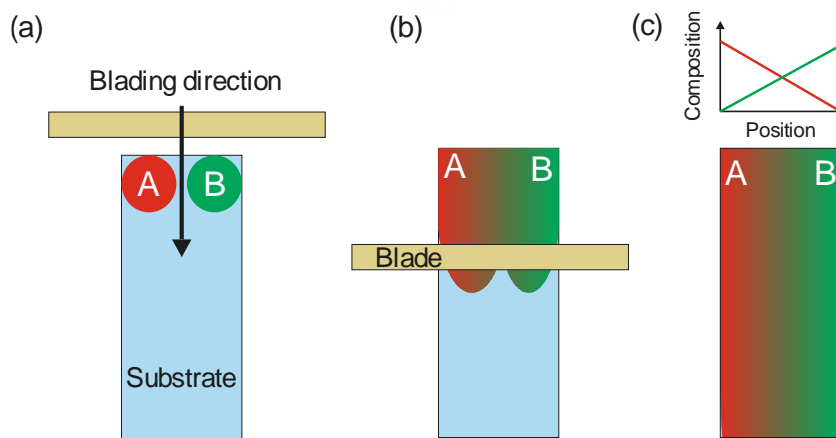 (a)
Blading direction
A B
Substrate
(b)
A B
Blade
(c)
Composition
Position
A B